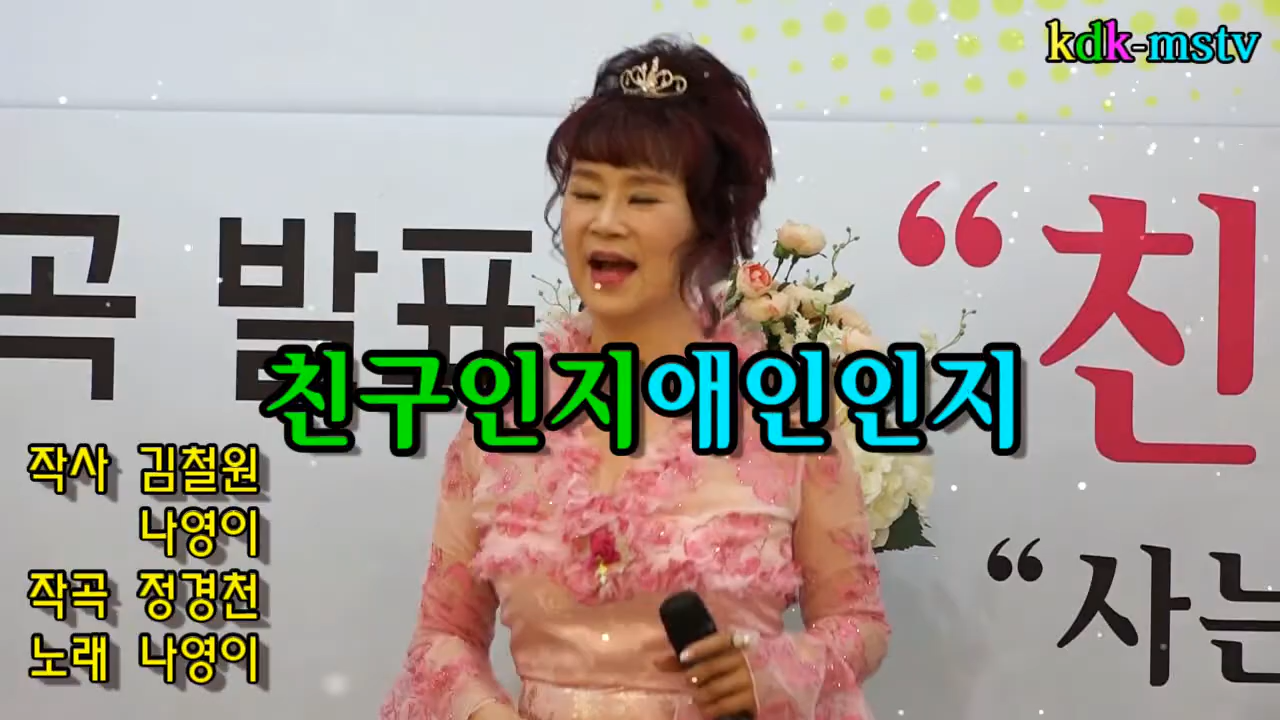 kdk-mstv
곡 발표 “친
친구인지애인인지
“사는
작사 김철원
나영이
작곡 정경천
노래 나영이